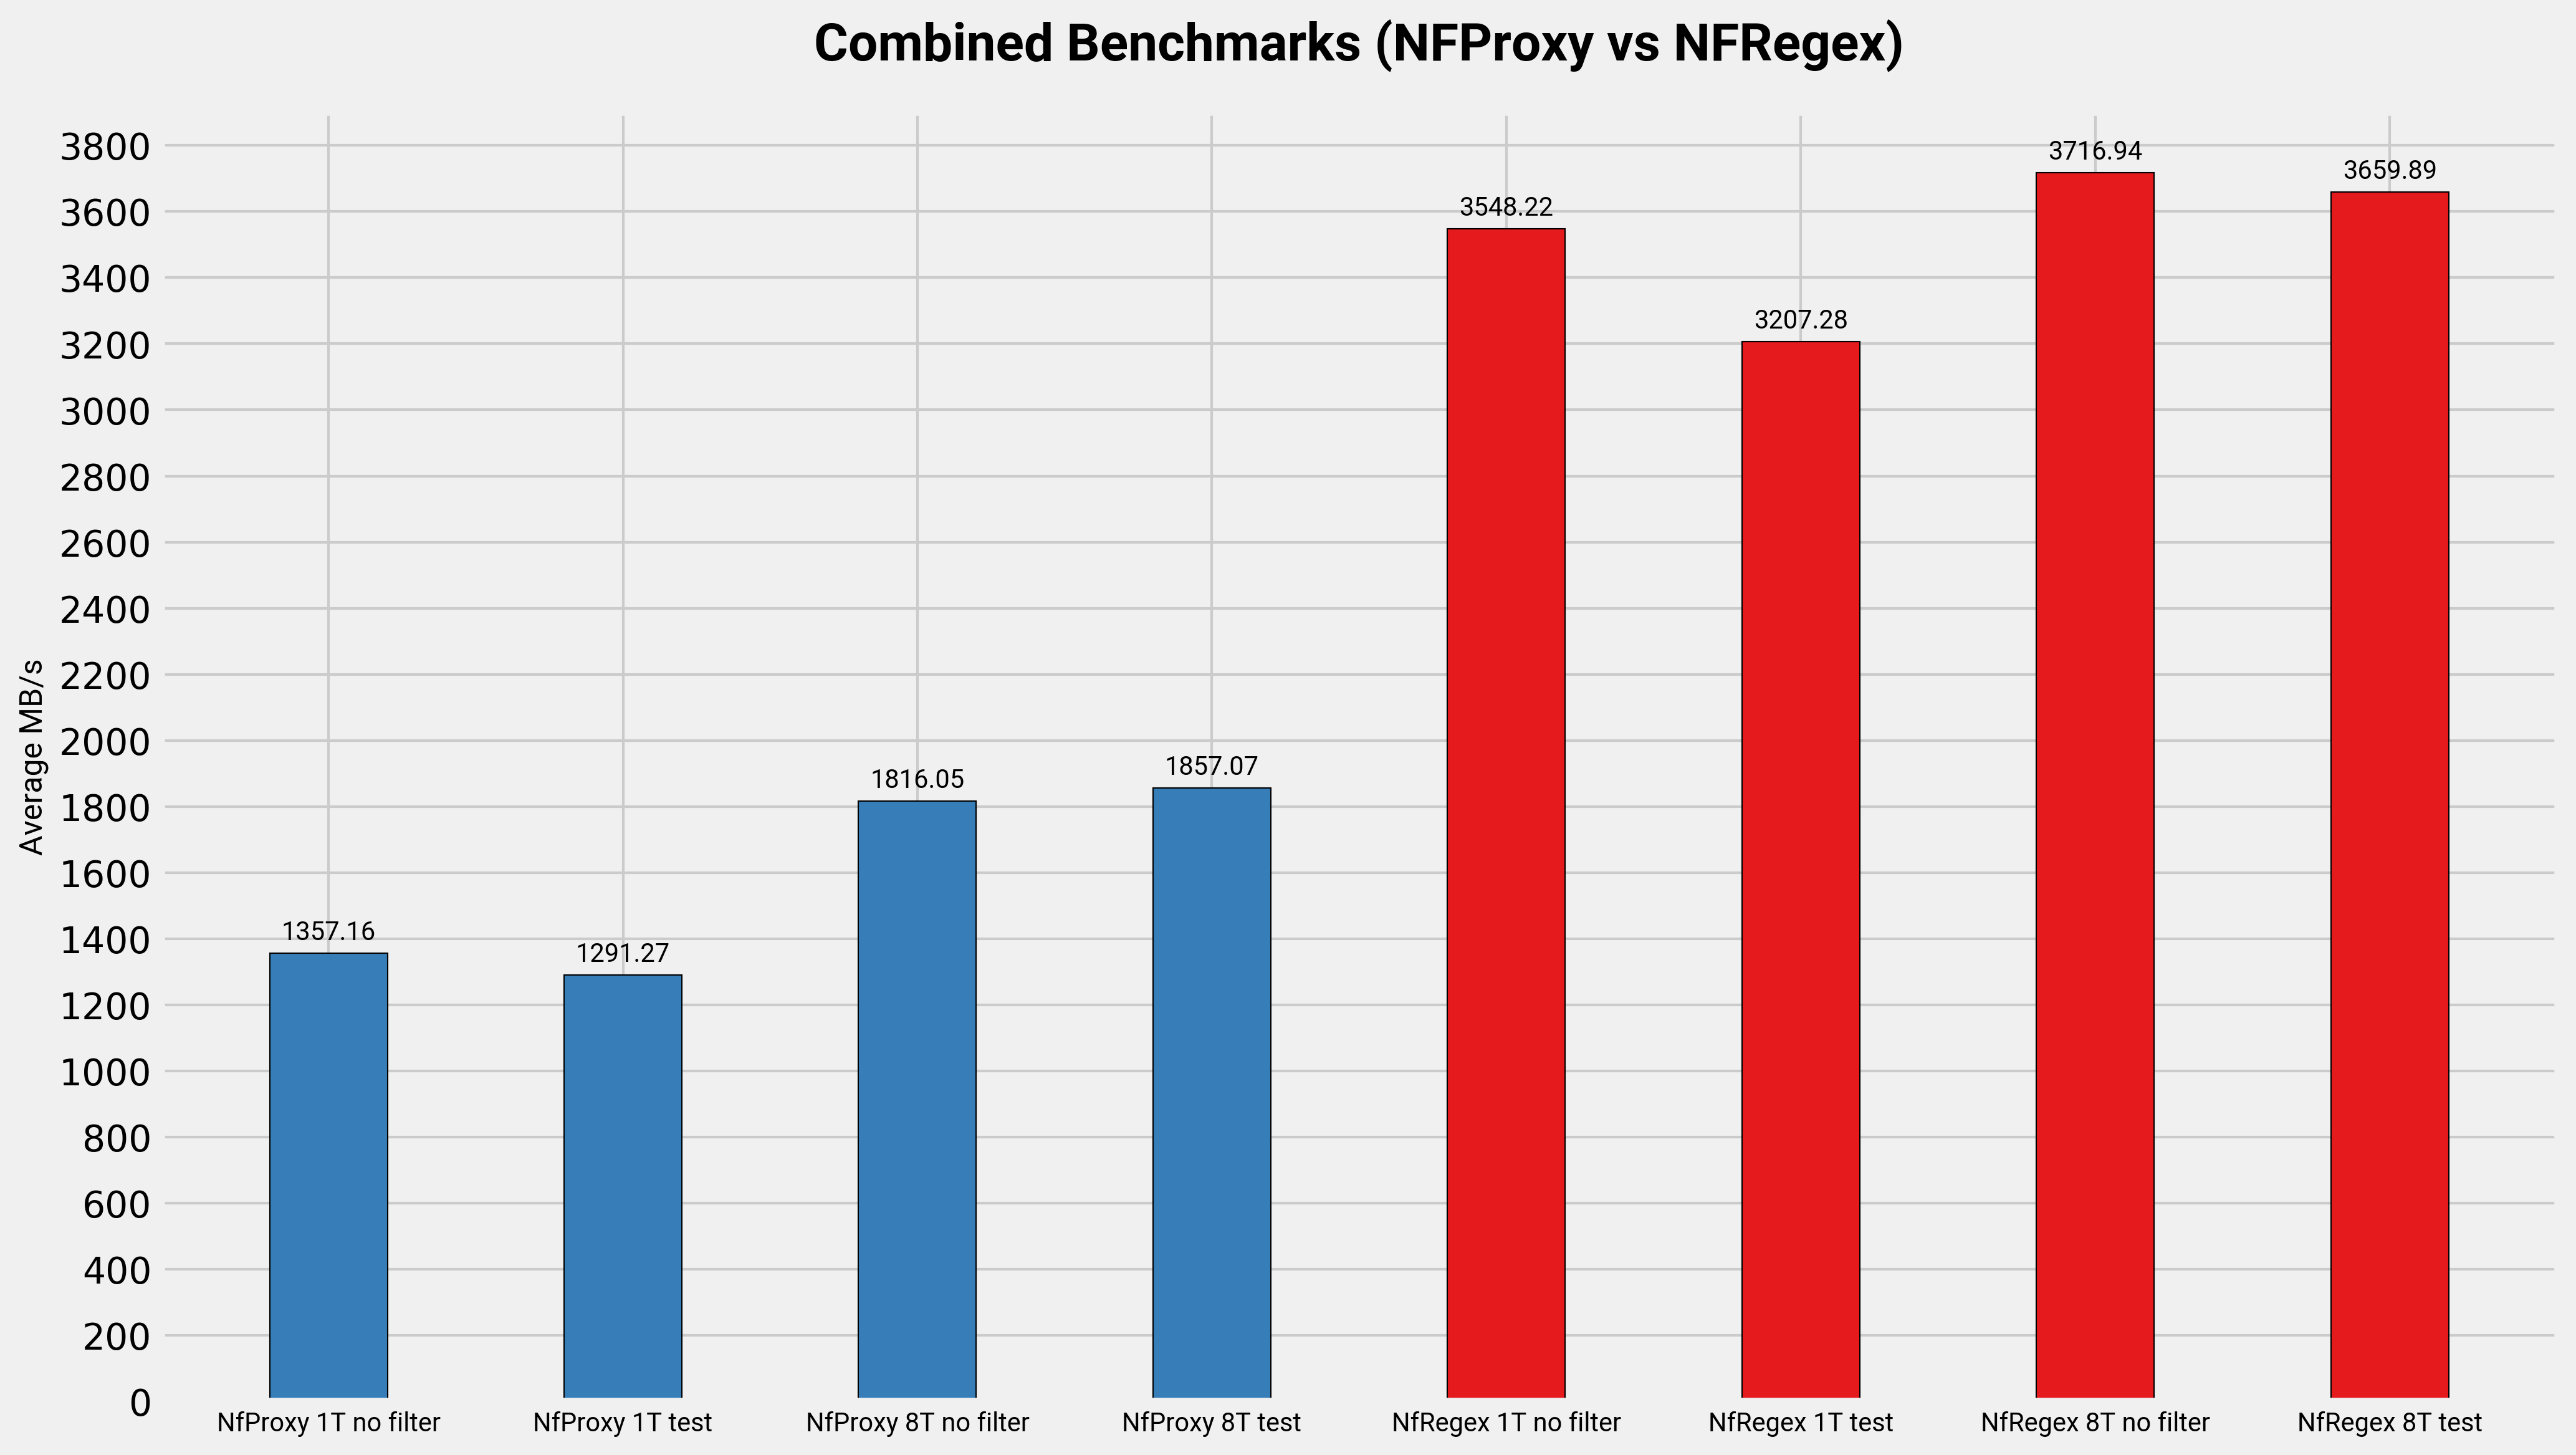 Combined Benchmarks (NFProxy vs NFRegex)
Average MB/s
3800
3600
3400
3200
3000
2800
2600
2400
2200
2000
1800
1600
1400
1200
1000
800
600
400
200
0
1357.16
1291.27
1816.05
1857.07
3548.22
3207.28
3716.94
3659.89
NfProxy 1T no filter
NfProxy 1T test
NfProxy 8T no filter
NfProxy 8T test
NfRegex 1T no filter
NfRegex 1T test
NfRegex 8T no filter
NfRegex 8T test